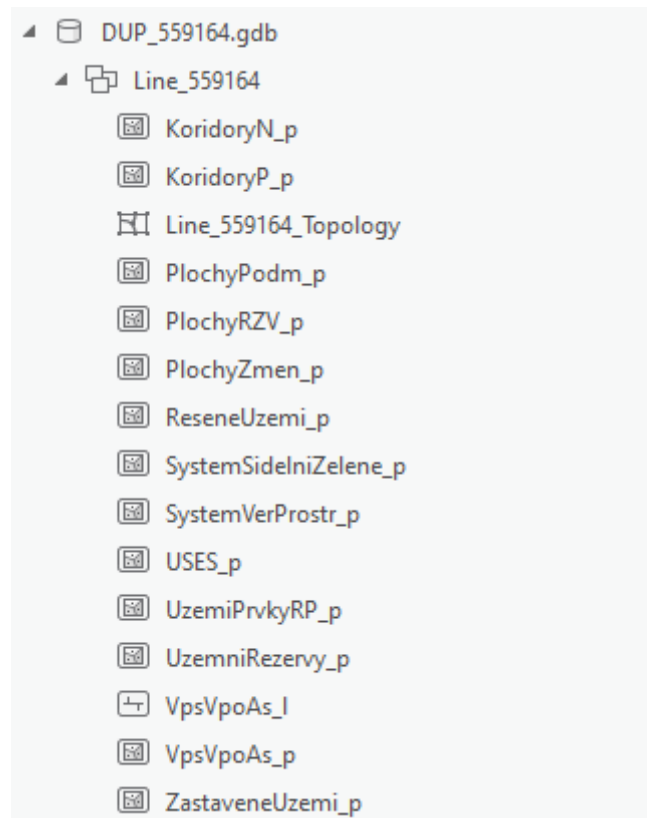 DUP_559164.gdb
Line_559164
KoridoryN_p
KoridoryP_p
Line_559164_Topology
PlochyPodm_p
PlochyRZV_p
PlochyZmen_p
ReseneUzemi_p
SystemSidelniZelene_p
SystemVerProstr_p
USES_p
UzemiPrvkyRP_p
UzemniRezervy_p
VpsVpoAs_l
VpsVpoAs_p
ZastaveneUzemi_p